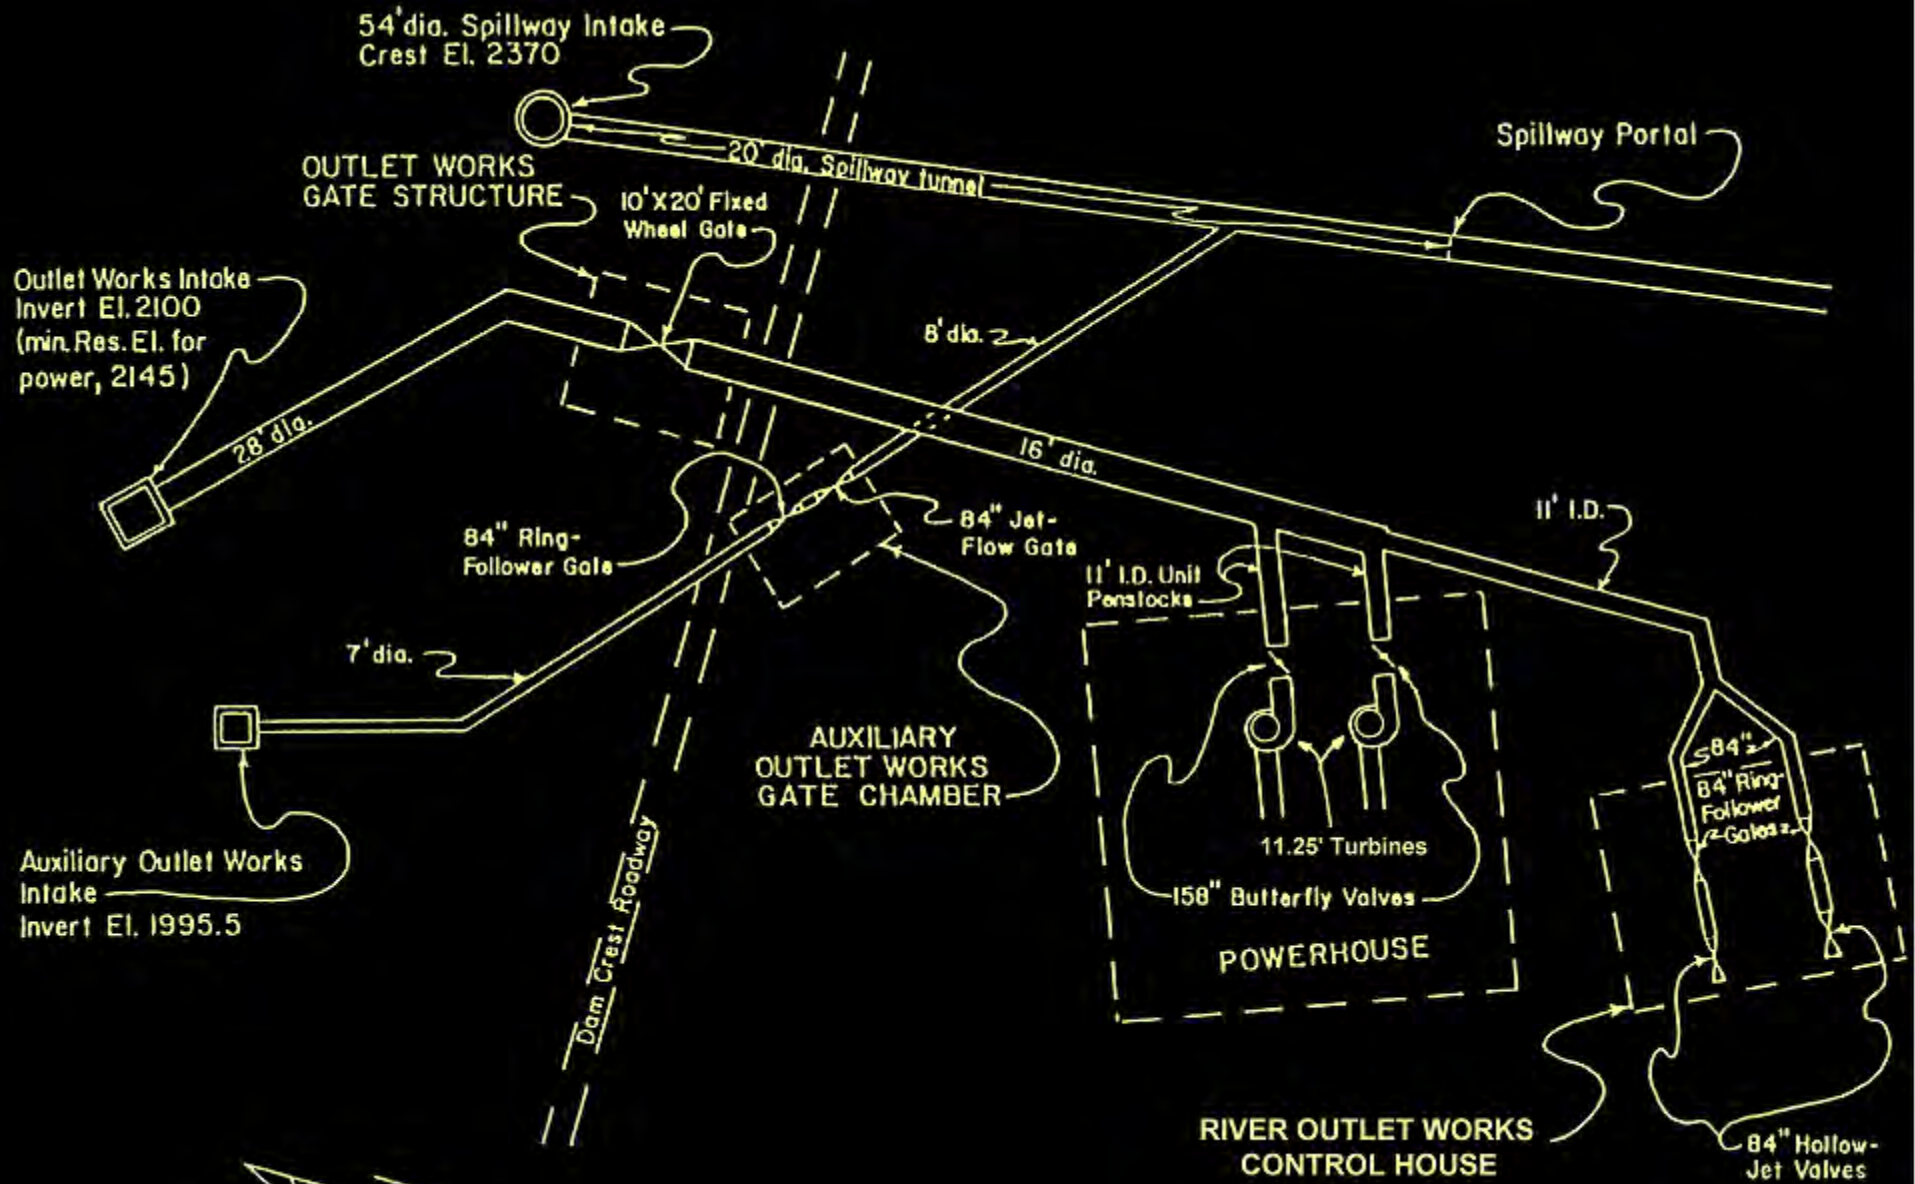 54' dia. Spillway Intake
Crest El. 2370
Spillway Portal
20' dia. Spillway tunnel
OUTLET WORKS
GATE STRUCTURE
10'X20' Fixed
Wheel Gate
Outlet Works Intake
Invert El. 2100
(min. Res. El. for
power, 2145)
28' dia.
8' dia.
16' dia.
84" Ring-
Follower Gate
84" Jet-
Flow Gate
11' I.D.
11' I.D. Unit
Penstocks
7' dia.
AUXILIARY
OUTLET WORKS
GATE CHAMBER
84"
84" Ring-
Follower
Gates
11.25' Turbines
158" Butterfly Valves
POWERHOUSE
Auxiliary Outlet Works
Intake
Invert El. 1995.5
Dam Crest Roadway
RIVER OUTLET WORKS
CONTROL HOUSE
84" Hollow-
Jet Valves